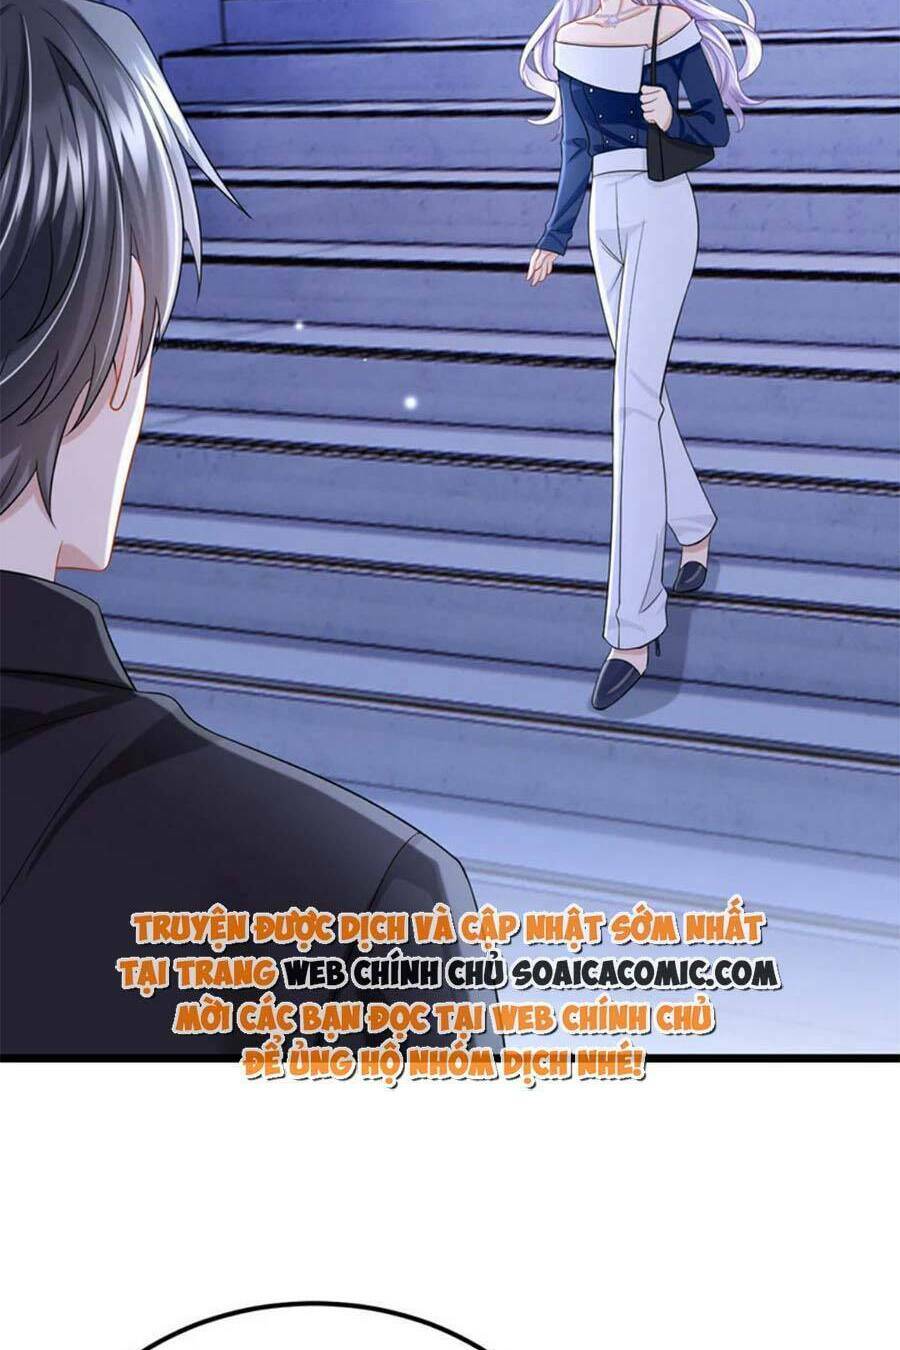 TRUYỆN ĐƯỢC DỊCH VÀ CẬP NHẬT SỚM NHẤT
TẠI TRANG WEB CHÍNH CHỦ SOAICACOMIC.COM
MỜI CÁC BẠN ĐỌC TẠI WEB CHÍNH CHỦ
ĐỂ ỦNG HỘ NHÓM DỊCH NHÉ!